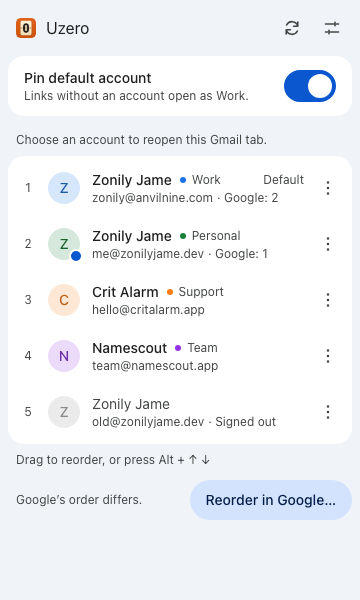 0 Uzero
Pin default account
Links without an account open as Work.
Choose an account to reopen this Gmail tab.
1 Z Zonily Jame Work Default
zonily@anvilnine.com · Google: 2
2 Z Zonily Jame Personal
me@zonilyjame.dev · Google: 1
3 C Crit Alarm Support
hello@critalarm.app
4 N Namescout Team
team@namescout.app
5 Z Zonily Jame
old@zonilyjame.dev · Signed out
Drag to reorder, or press Alt + ↑ ↓
Google’s order differs. Reorder in Google...